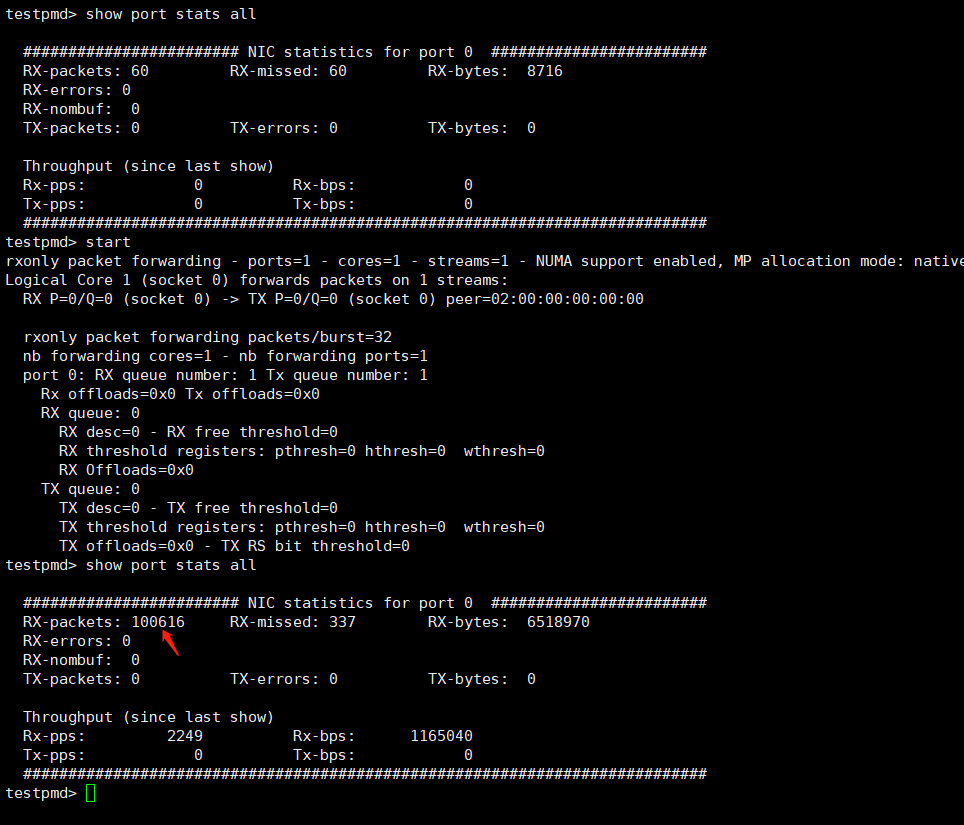 testpmd> show port stats all
######################## NIC statistics for port 0 ########################
RX-packets: 60 RX-missed: 60 RX-bytes: 8716
RX-errors: 0
RX-nombuf: 0
TX-packets: 0 TX-errors: 0 TX-bytes: 0
Throughput (since last show)
Rx-pps: 0 Rx-bps: 0
Tx-pps: 0 Tx-bps: 0
############################################################################
testpmd> start
rxonly packet forwarding - ports=1 - cores=1 - streams=1 - NUMA support enabled, MP allocation mode: native
Logical Core 1 (socket 0) forwards packets on 1 streams:
RX P=0/Q=0 (socket 0) -> TX P=0/Q=0 (socket 0) peer=02:00:00:00:00:00
rxonly packet forwarding packets/burst=32
nb forwarding cores=1 - nb forwarding ports=1
port 0: RX queue number: 1 Tx queue number: 1
Rx offloads=0x0 Tx offloads=0x0
RX queue: 0
RX desc=0 - RX free threshold=0
RX threshold registers: pthresh=0 hthresh=0 wthresh=0
RX Offloads=0x0
TX queue: 0
TX desc=0 - TX free threshold=0
TX threshold registers: pthresh=0 hthresh=0 wthresh=0
TX offloads=0x0 - TX RS bit threshold=0
testpmd> show port stats all
######################## NIC statistics for port 0 ########################
RX-packets: 100616 RX-missed: 337 RX-bytes: 6518970
RX-errors: 0
RX-nombuf: 0
TX-packets: 0 TX-errors: 0 TX-bytes: 0
Throughput (since last show)
Rx-pps: 2249 Rx-bps: 1165040
Tx-pps: 0 Tx-bps: 0
############################################################################
testpmd>